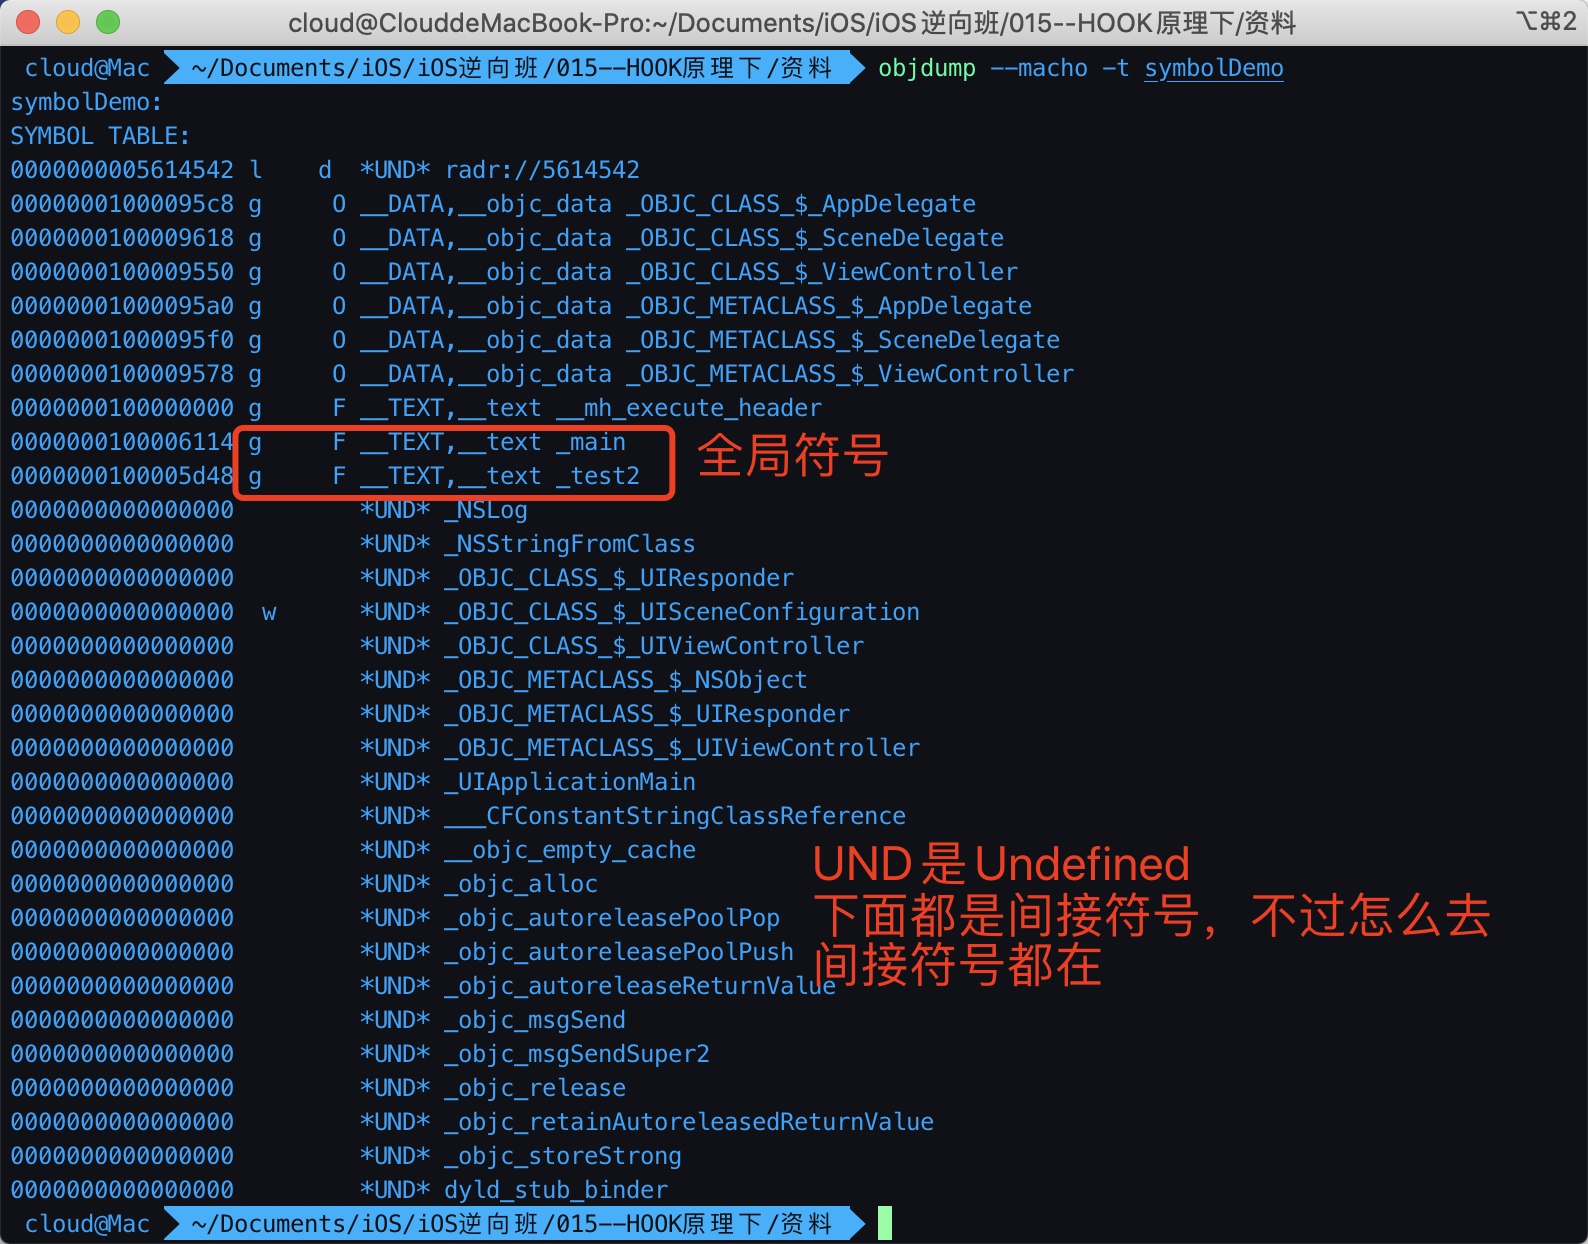 cloud@ClouddeMacBook-Pro:~/Documents/iOS/iOS逆向班/015--HOOK原理下/资料 ⌥⌘2
cloud@Mac ~/Documents/iOS/iOS逆向班/015--HOOK原理下/资料 objdump --macho -t symbolDemo
symbolDemo:
SYMBOL TABLE:
0000000005614542 l    d  *UND* radr://5614542
00000001000095c8 g     O __DATA,__objc_data _OBJC_CLASS_$_AppDelegate
0000000100009618 g     O __DATA,__objc_data _OBJC_CLASS_$_SceneDelegate
0000000100009550 g     O __DATA,__objc_data _OBJC_CLASS_$_ViewController
00000001000095a0 g     O __DATA,__objc_data _OBJC_METACLASS_$_AppDelegate
00000001000095f0 g     O __DATA,__objc_data _OBJC_METACLASS_$_SceneDelegate
0000000100009578 g     O __DATA,__objc_data _OBJC_METACLASS_$_ViewController
0000000100000000 g     F __TEXT,__text __mh_execute_header
0000000100006114 g     F __TEXT,__text _main
0000000100005d48 g     F __TEXT,__text _test2
全局符号
0000000000000000         *UND* _NSLog
0000000000000000         *UND* _NSStringFromClass
0000000000000000         *UND* _OBJC_CLASS_$_UIResponder
0000000000000000  w      *UND* _OBJC_CLASS_$_UISceneConfiguration
0000000000000000         *UND* _OBJC_CLASS_$_UIViewController
0000000000000000         *UND* _OBJC_METACLASS_$_NSObject
0000000000000000         *UND* _OBJC_METACLASS_$_UIResponder
0000000000000000         *UND* _OBJC_METACLASS_$_UIViewController
0000000000000000         *UND* _UIApplicationMain
0000000000000000         *UND* ___CFConstantStringClassReference
0000000000000000         *UND* __objc_empty_cache
0000000000000000         *UND* _objc_alloc
0000000000000000         *UND* _objc_autoreleasePoolPop
0000000000000000         *UND* _objc_autoreleasePoolPush
0000000000000000         *UND* _objc_autoreleaseReturnValue
UND是Undefined
下面都是间接符号，不过怎么去
间接符号都在
0000000000000000         *UND* _objc_msgSend
0000000000000000         *UND* _objc_msgSendSuper2
0000000000000000         *UND* _objc_release
0000000000000000         *UND* _objc_retainAutoreleasedReturnValue
0000000000000000         *UND* _objc_storeStrong
0000000000000000         *UND* dyld_stub_binder
cloud@Mac ~/Documents/iOS/iOS逆向班/015--HOOK原理下/资料